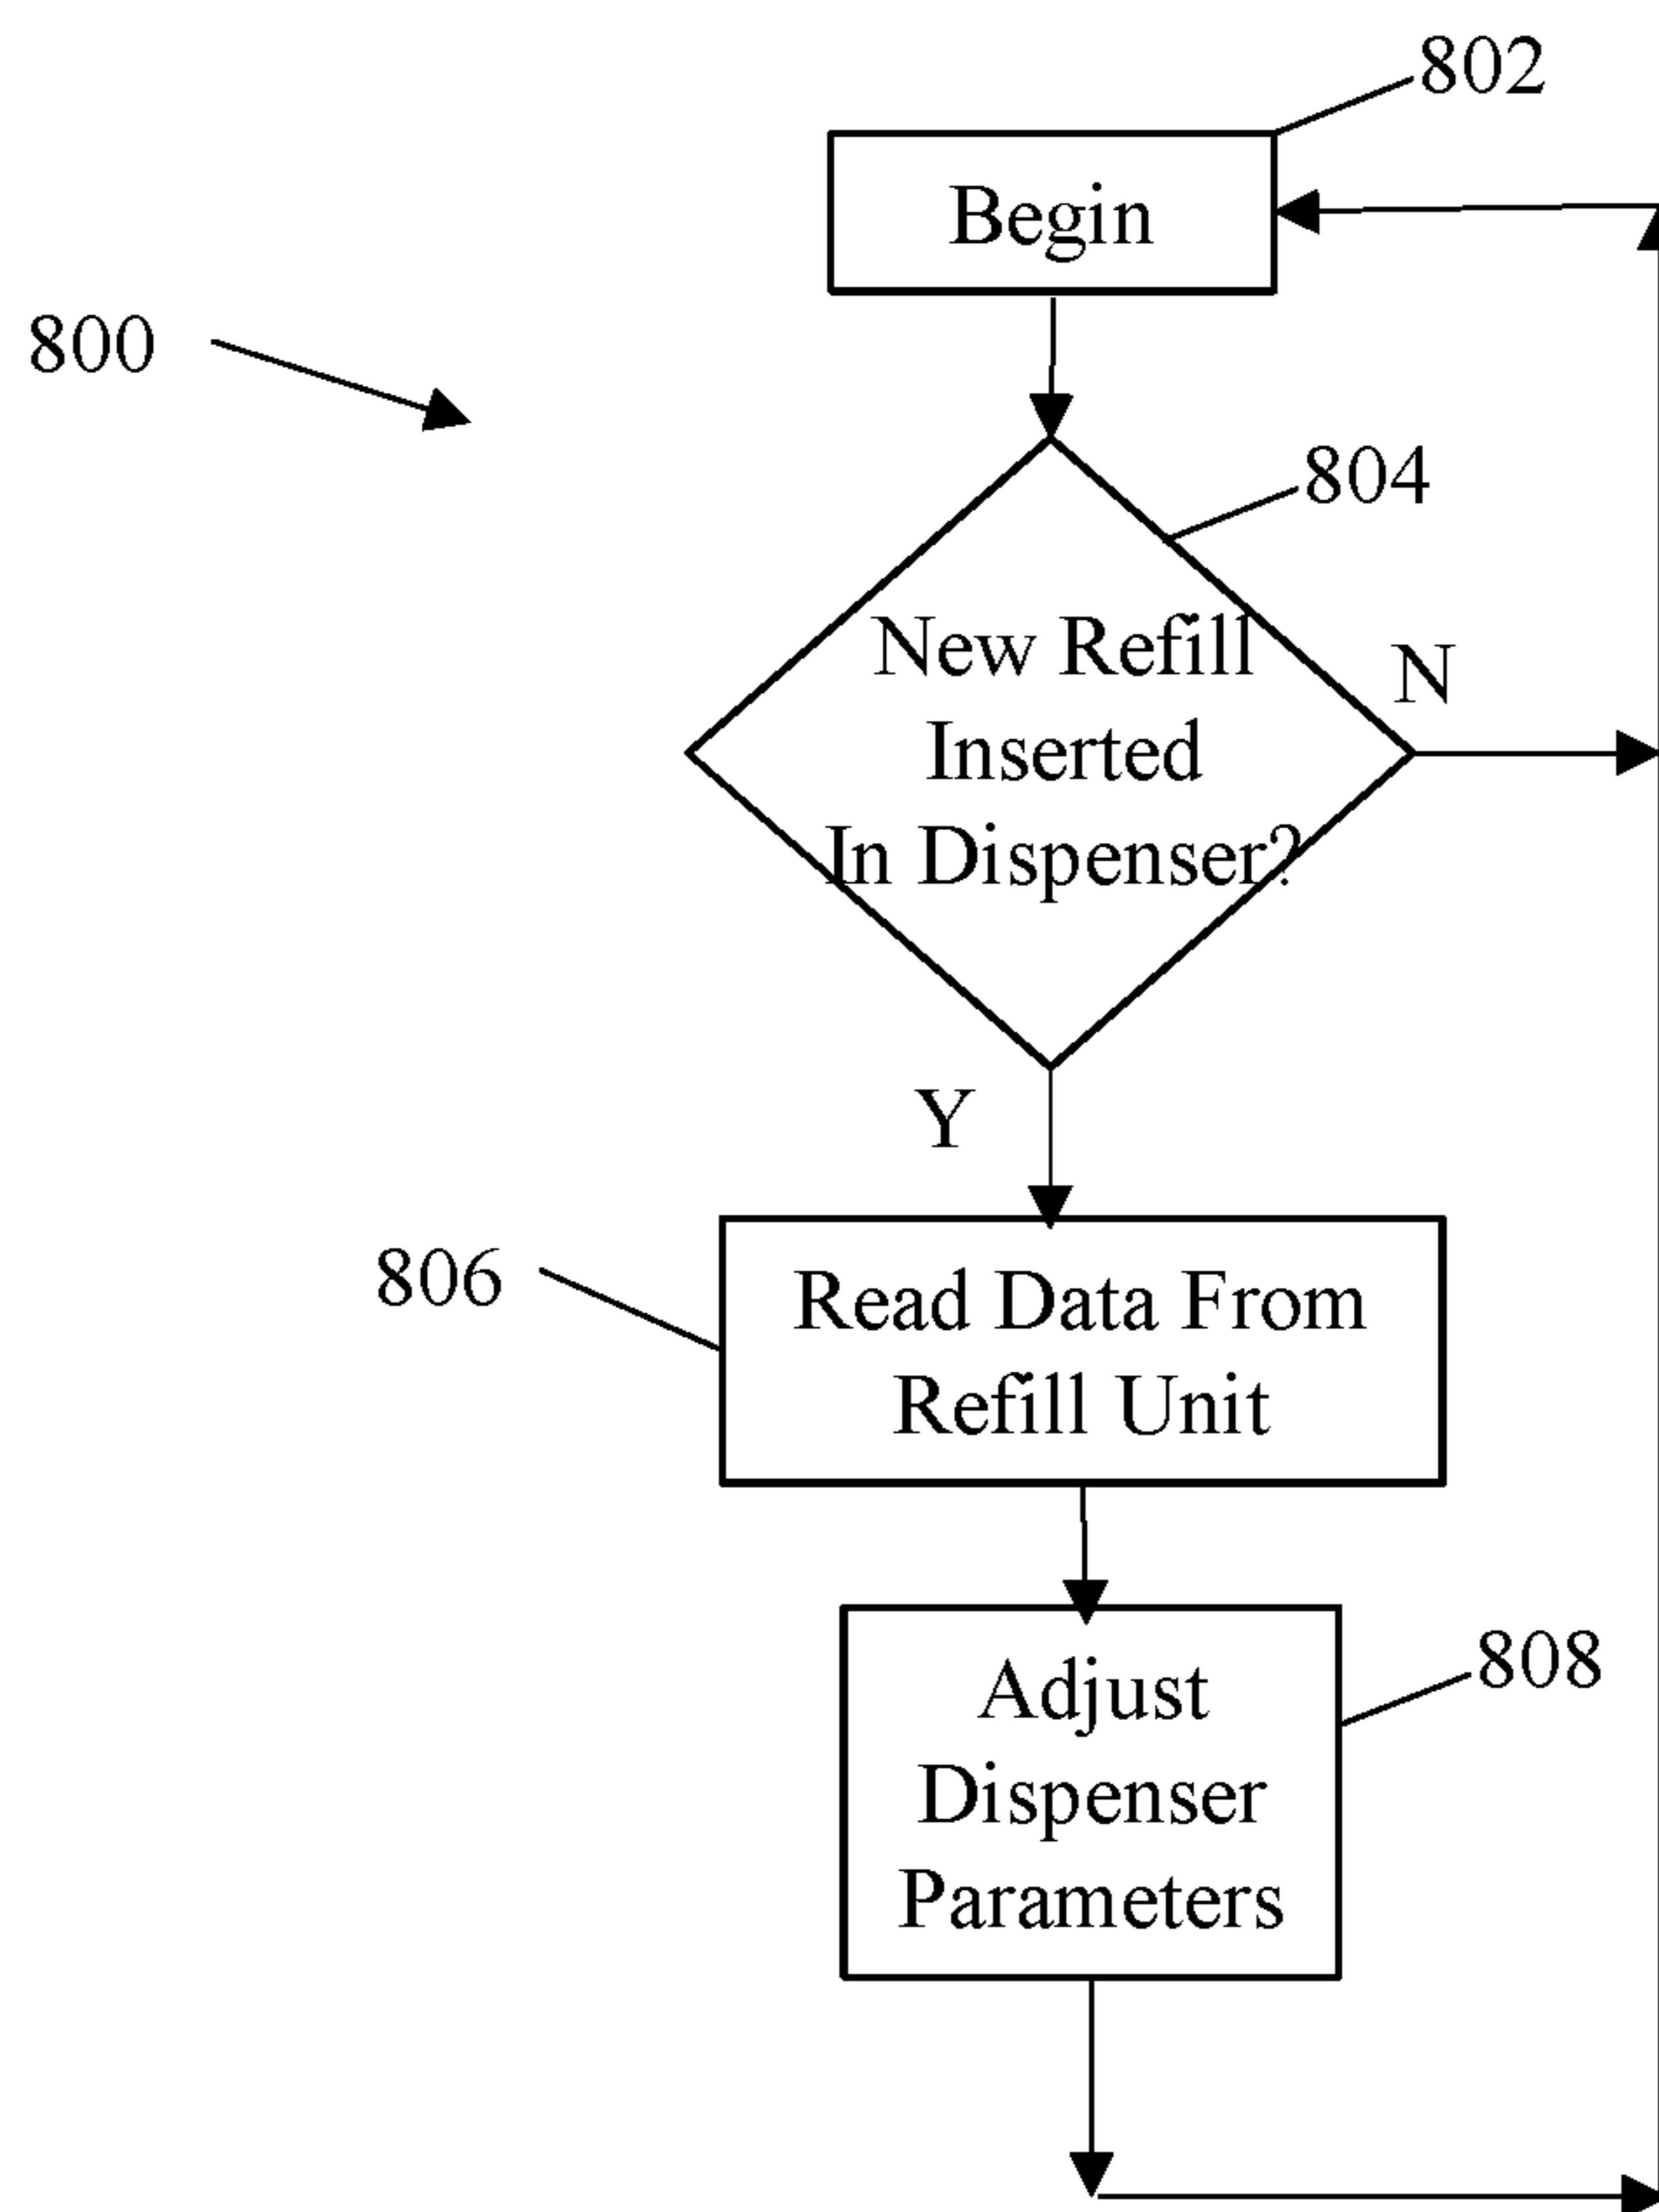 802
Begin
800
804
New Refill
Inserted
In Dispenser?
N
Y
806
Read Data From
Refill Unit
808
Adjust
Dispenser
Parameters